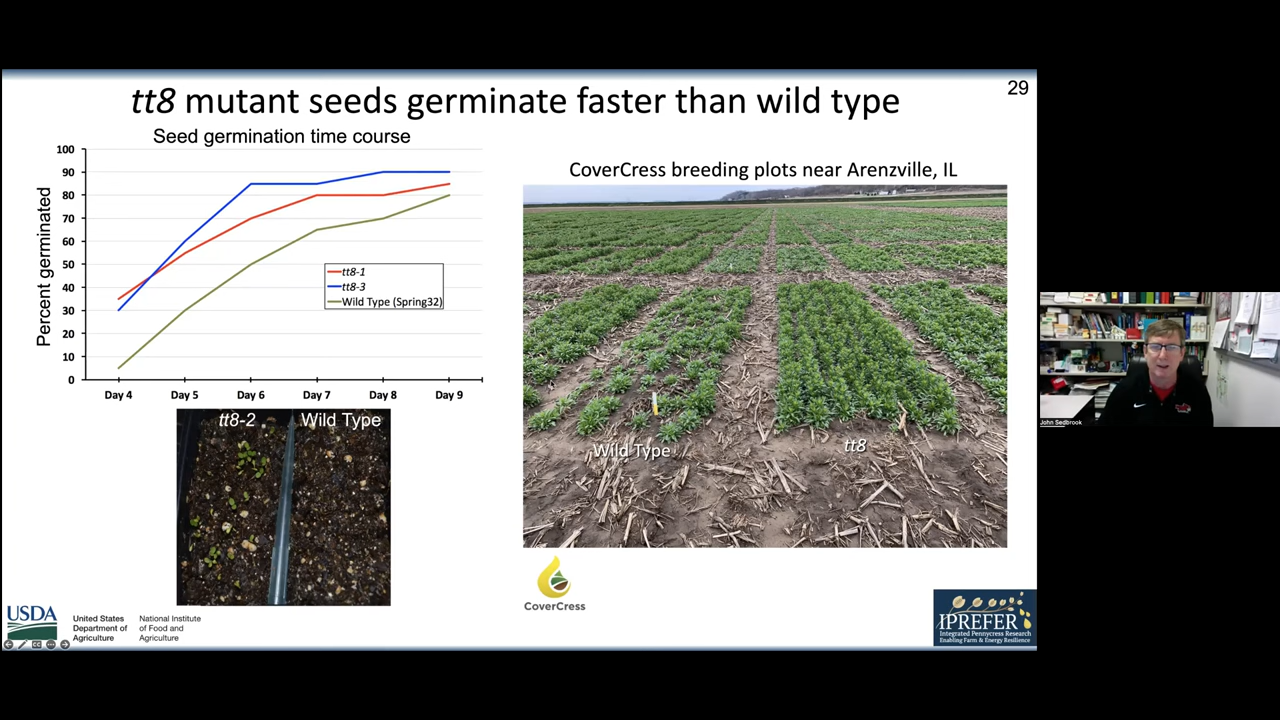 tt8 mutant seeds germinate faster than wild type
29
Seed germination time course
Percent germinated
100
90
80
70
60
50
40
30
20
10
0
tt8-1
tt8-3
Wild Type (Spring32)
Day 4 Day 5 Day 6 Day 7 Day 8 Day 9
tt8-2 Wild Type
CoverCress breeding plots near Arenzville, IL
Wild Type
tt8
CoverCress
USDA
United States
Department of
Agriculture
National Institute
of Food and
Agriculture
IPREFER
Integrated Pennycress Research
Enabling Farm & Energy Resilience
John Sedbrook